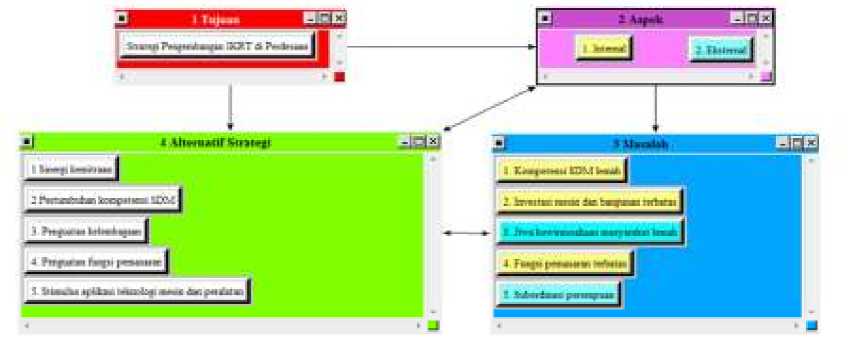 1 Tujuan
Strategi Pengembangan IKRT di Perdesaan
2 Aspek
1. Internal
2. Eksternal
4 Alternatif Strategi
1 Sinergi kemitraan
2 Pertumbuhan kompetensi SDM
3. Penguatan kelembagaan
4. Penguatan fungsi pemasaran
5. Stimulus aplikasi teknologi mesin dan peralatan
3 Masalah
1. Kompetensi SDM lemah
2. Investasi mesin dan bangunan terbatas
3. Jiwa kewirausahaan masyarakat lemah
4. Fungsi pemasaran terbatas
5. Subordinasi perempuan